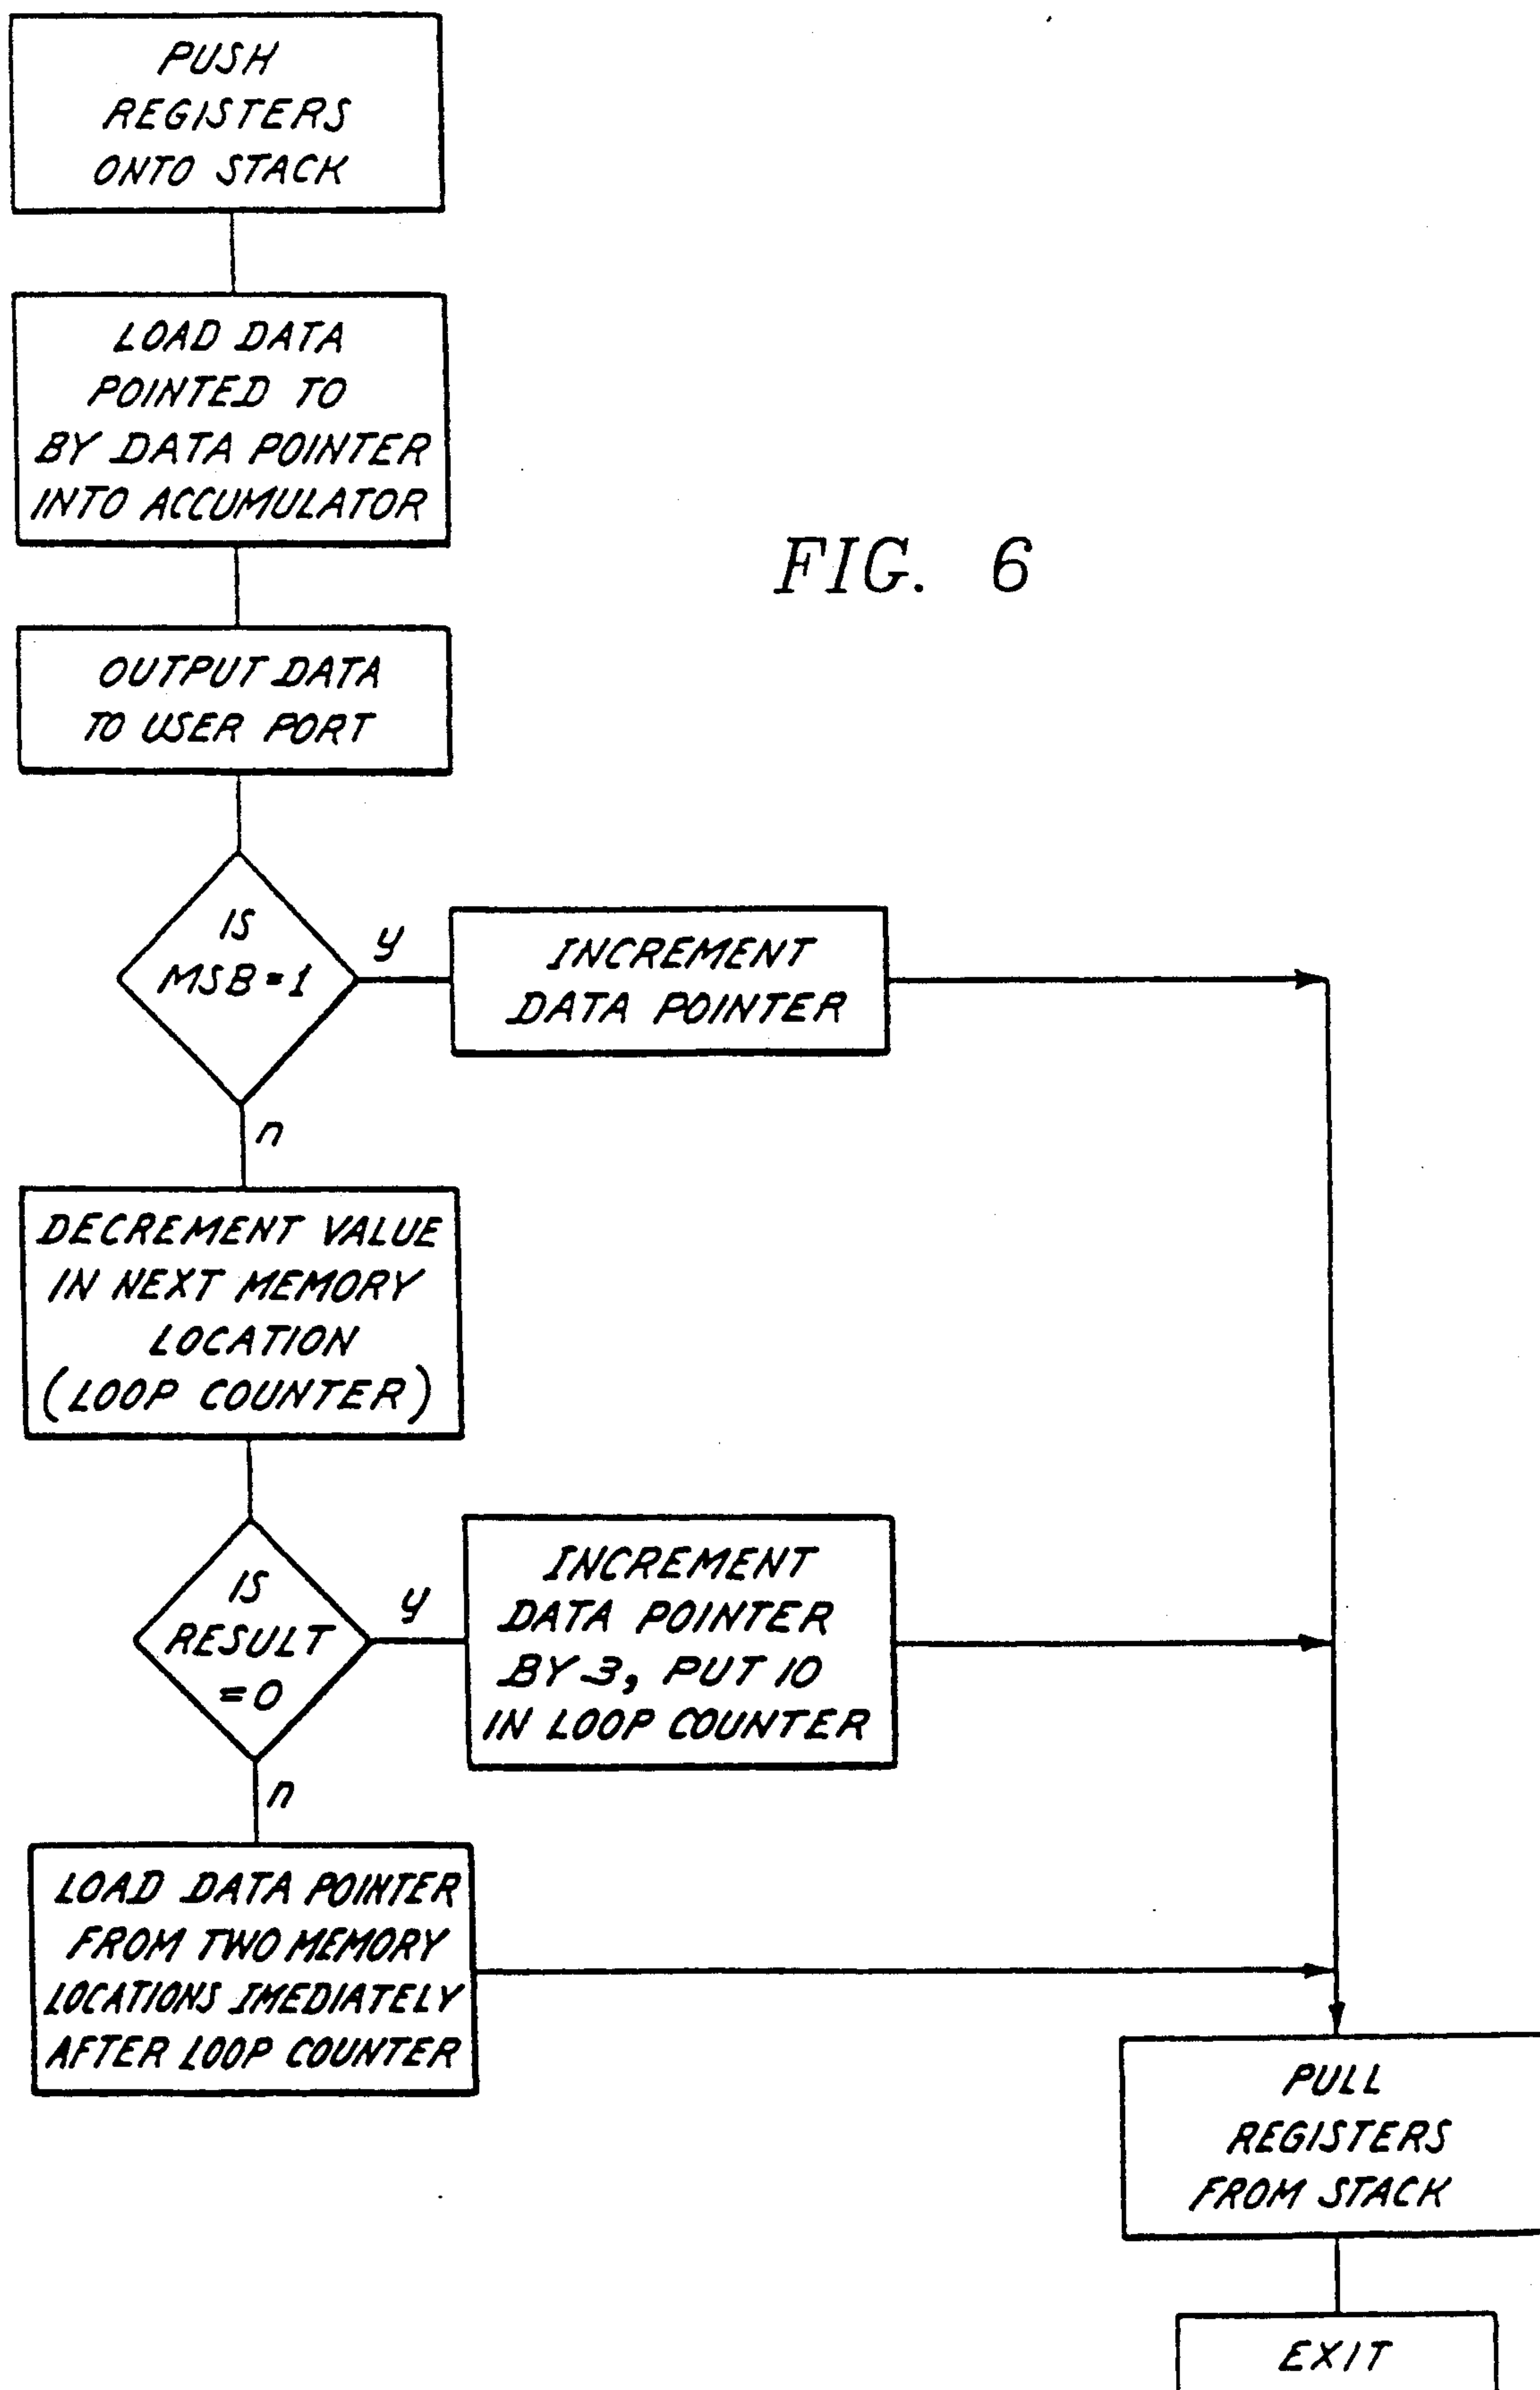 PUSH
REGISTERS
ONTO STACK
LOAD DATA
POINTED TO
BY DATA POINTER
INTO ACCUMULATOR
FIG. 6
OUTPUT DATA
TO USER PORT
IS
MSB=1
y
INCREMENT
DATA POINTER
n
DECREMENT VALUE
IN NEXT MEMORY
LOCATION
(LOOP COUNTER)
IS
RESULT
=0
y
INCREMENT
DATA POINTER
BY 3, PUT 10
IN LOOP COUNTER
n
LOAD DATA POINTER
FROM TWO MEMORY
LOCATIONS IMEDIATELY
AFTER LOOP COUNTER
PULL
REGISTERS
FROM STACK
EXIT